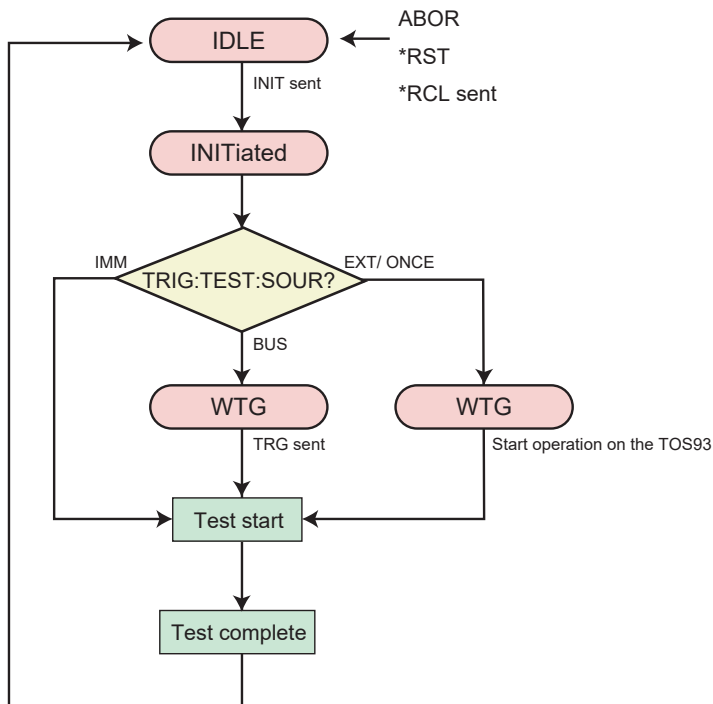 IDLE
ABOR
*RST
*RCL sent
INIT sent
INITiated
IMM
TRIG:TEST:SOUR?
EXT/ ONCE
BUS
WTG
WTG
TRG sent
Start operation on the TOS93
Test start
Test complete